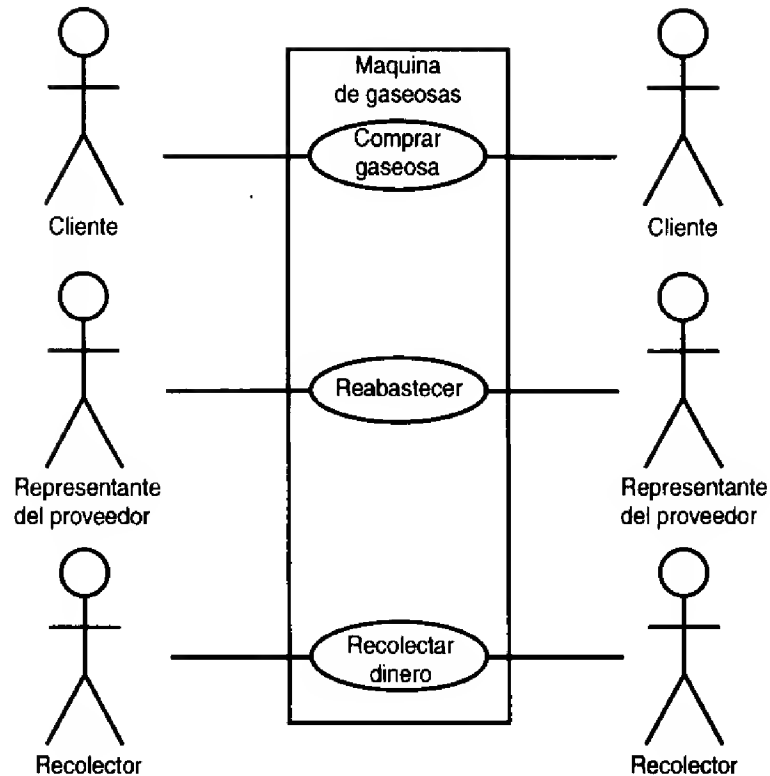 Maquina
de gaseosas
Comprar
gaseosa
Cliente
Cliente
Reabastecer
Representante
del proveedor
Representante
del proveedor
Recolectar
dinero
Recolector
Recolector